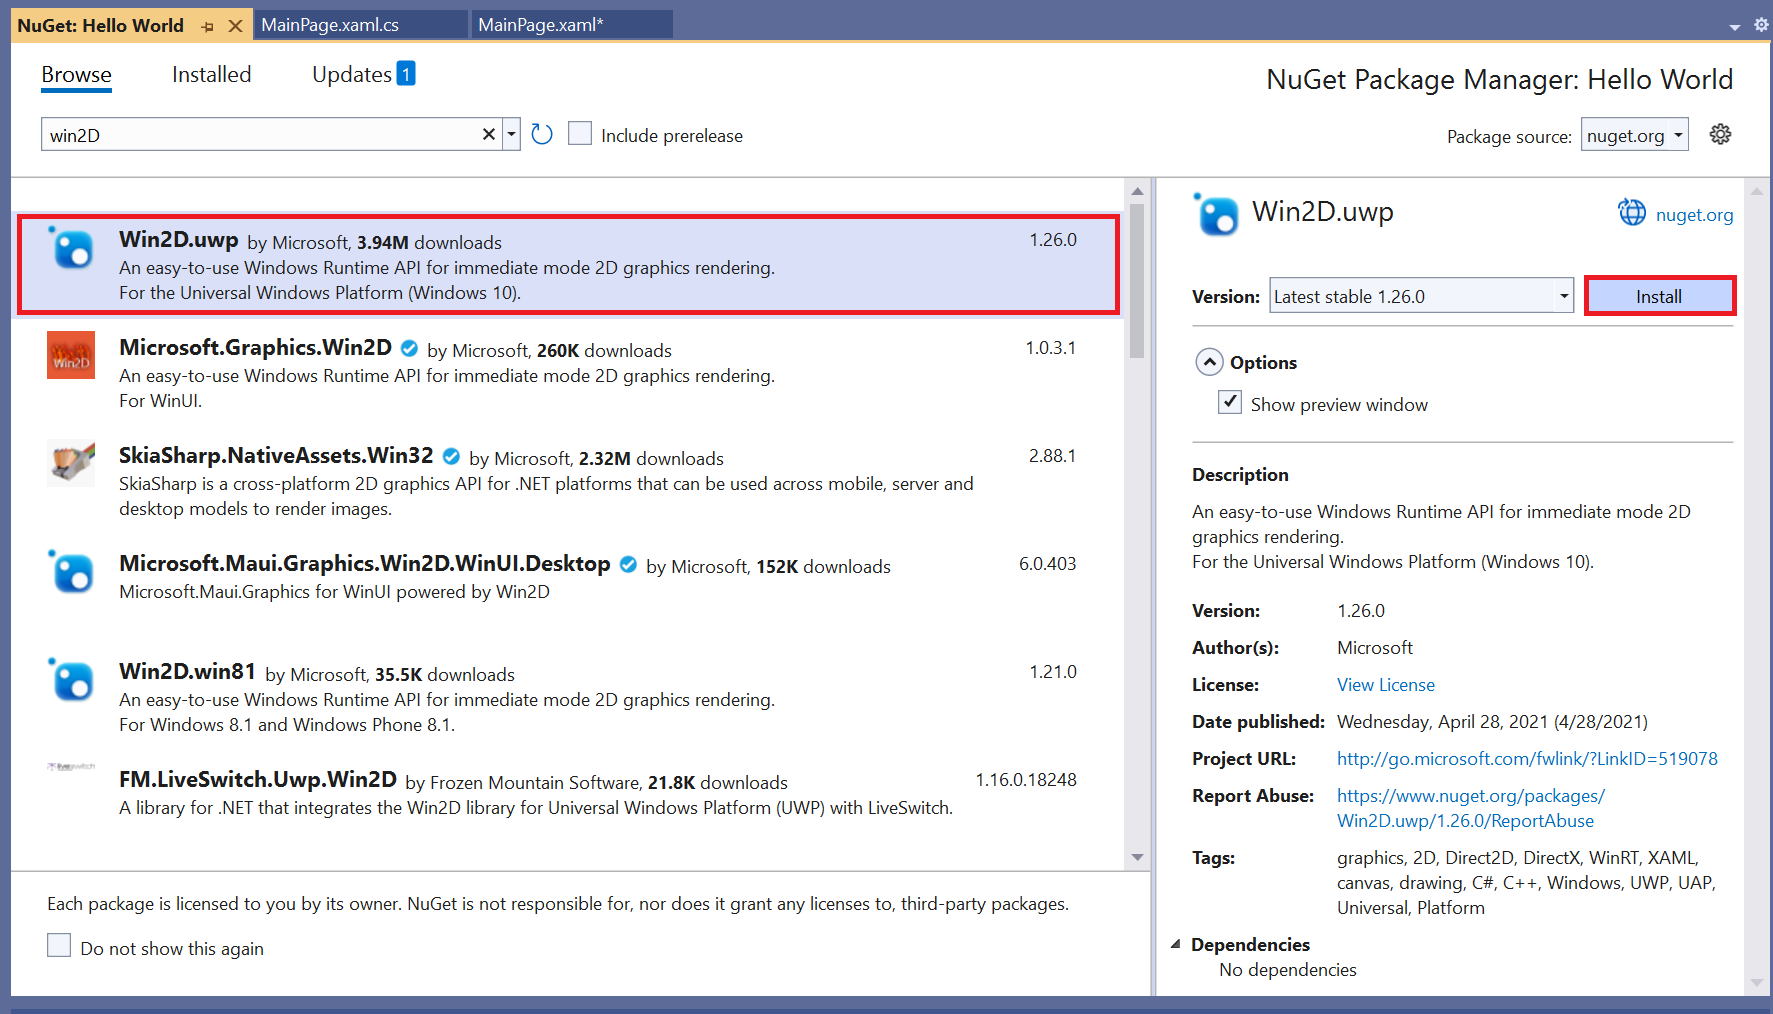 NuGet: Hello World
MainPage.xaml.cs
MainPage.xaml*
Browse
Installed
Updates 1
NuGet Package Manager: Hello World
win2D
Include prerelease
Package source: nuget.org
Win2D.uwp by Microsoft, 3.94M downloads 1.26.0
An easy-to-use Windows Runtime API for immediate mode 2D graphics rendering.
For the Universal Windows Platform (Windows 10).
Win2D
Microsoft.Graphics.Win2D by Microsoft, 260K downloads 1.0.3.1
An easy-to-use Windows Runtime API for immediate mode 2D graphics rendering.
For WinUI.
SkiaSharp.NativeAssets.Win32 by Microsoft, 2.32M downloads 2.88.1
SkiaSharp is a cross-platform 2D graphics API for .NET platforms that can be used across mobile, server and
desktop models to render images.
Microsoft.Maui.Graphics.Win2D.WinUI.Desktop by Microsoft, 152K downloads 6.0.403
Microsoft.Maui.Graphics for WinUI powered by Win2D
Win2D.win81 by Microsoft, 35.5K downloads 1.21.0
An easy-to-use Windows Runtime API for immediate mode 2D graphics rendering.
For Windows 8.1 and Windows Phone 8.1.
FM.LiveSwitch.Uwp.Win2D by Frozen Mountain Software, 21.8K downloads 1.16.0.18248
A library for .NET that integrates the Win2D library for Universal Windows Platform (UWP) with LiveSwitch.
Each package is licensed to you by its owner. NuGet is not responsible for, nor does it grant any licenses to, third-party packages.
Do not show this again
Win2D.uwp
nuget.org
Version: Latest stable 1.26.0 Install
Options
Show preview window
Description
An easy-to-use Windows Runtime API for immediate mode 2D
graphics rendering.
For the Universal Windows Platform (Windows 10).
Version: 1.26.0
Author(s): Microsoft
License: View License
Date published: Wednesday, April 28, 2021 (4/28/2021)
Project URL: http://go.microsoft.com/fwlink/?LinkID=519078
Report Abuse: https://www.nuget.org/packages/
Win2D.uwp/1.26.0/ReportAbuse
Tags: graphics, 2D, Direct2D, DirectX, WinRT, XAML,
canvas, drawing, C#, C++, Windows, UWP, UAP,
Universal, Platform
Dependencies
No dependencies